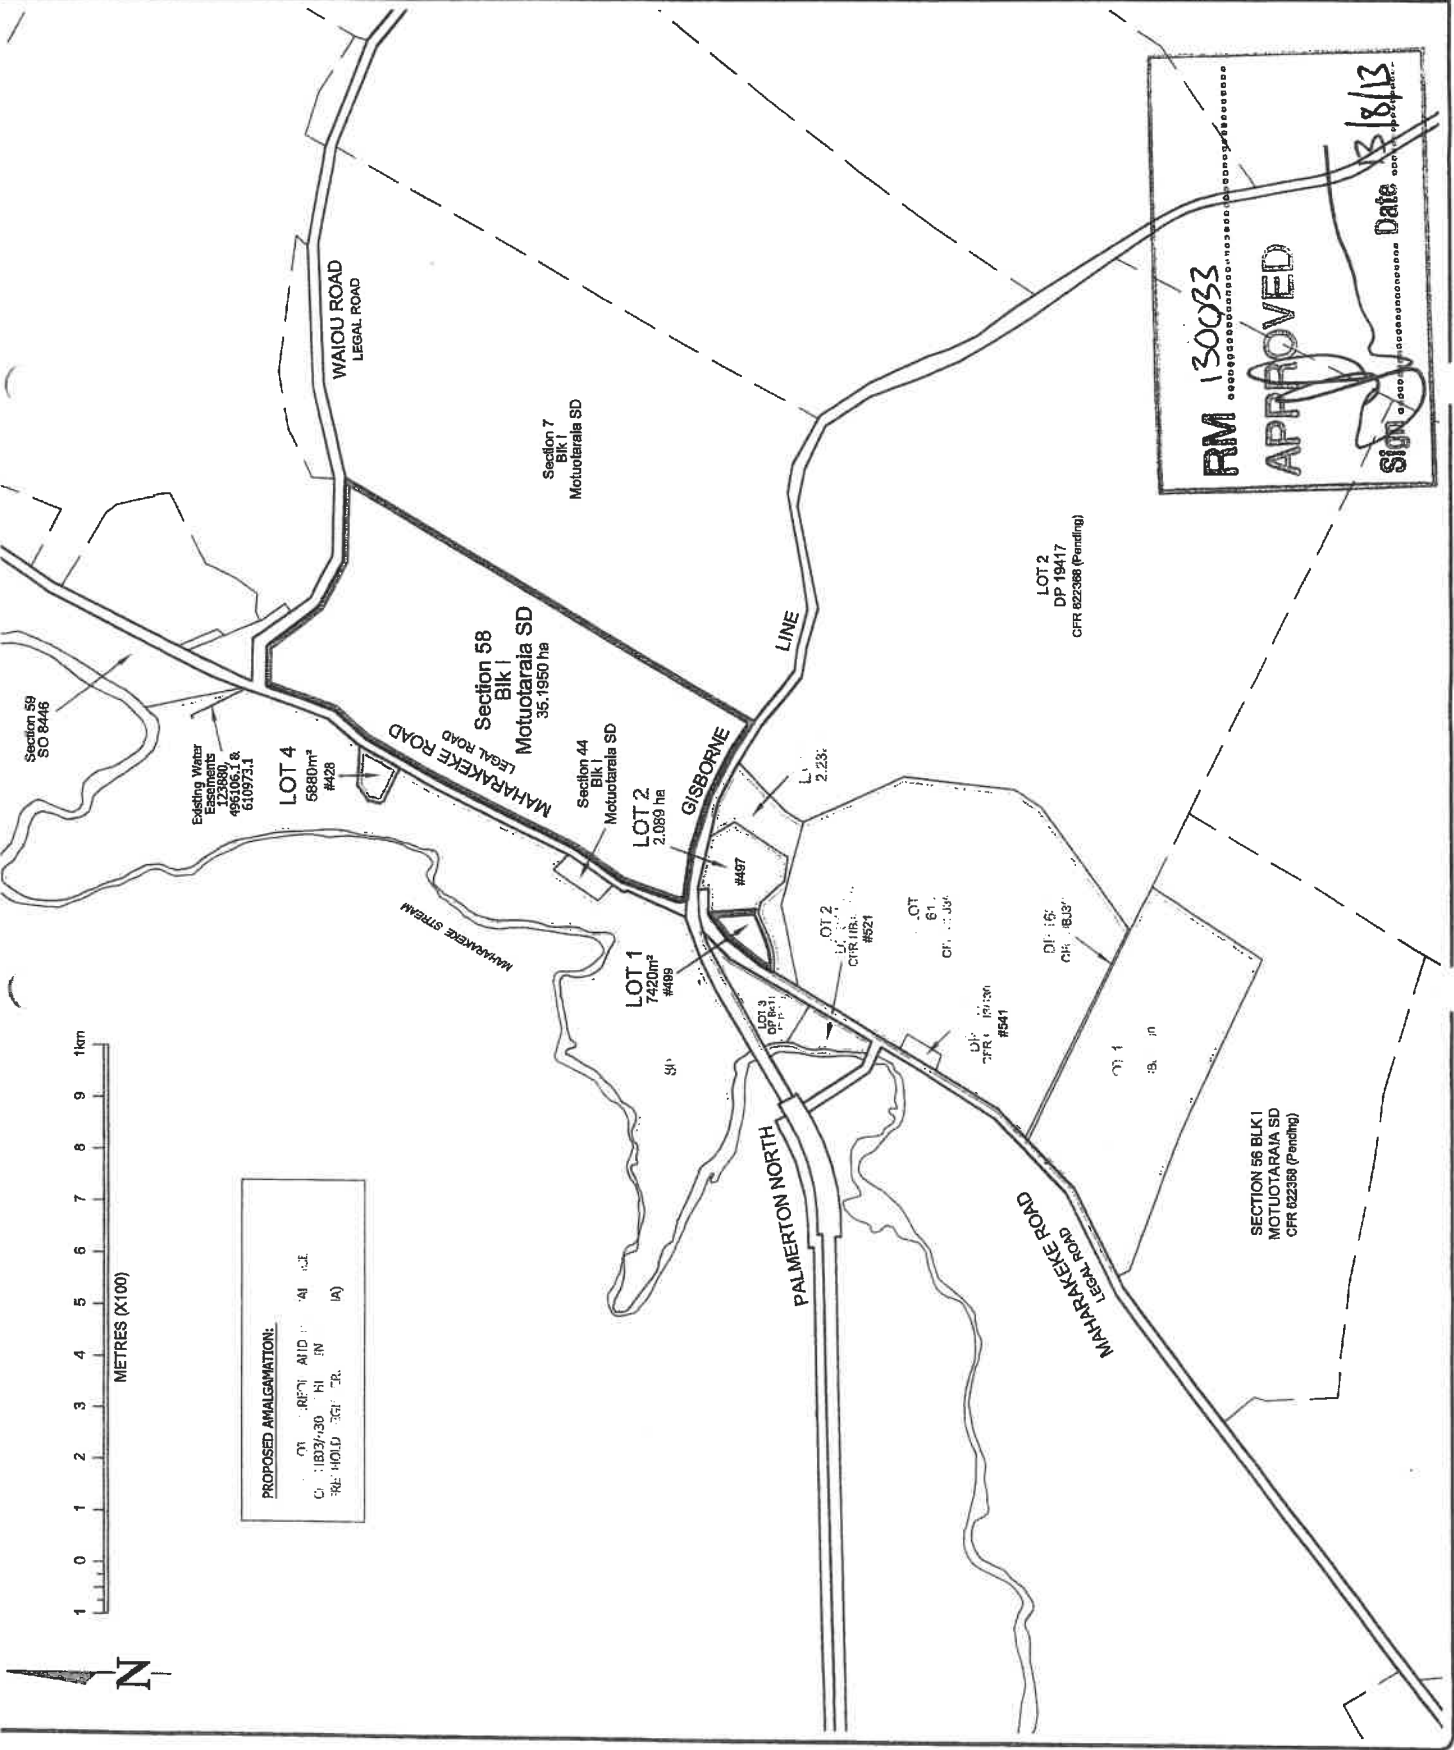 N
1 0 1 2 3 4 5 6 7 8 9 1km
METRES (X100)
PROPOSED AMALGAMATION:
Section 59
SO 8446
Existing Water
Easements
123880,
496106.1 &
610973.1
LOT 4
5880m²
#428
MAHARAKEKE ROAD
LEGAL ROAD
WAIOU ROAD
LEGAL ROAD
Section 58
Blk I
Motuotaraia SD
35.1950 ha
Section 7
Blk I
Motuotaraia SD
Section 44
Blk I
Motuotaraia SD
MAHARAKEKE STREAM
LOT 2
2.089 ha
#497
LOT 1
7420m²
#499
PALMERTON NORTH
GISBORNE
LINE
LOT 3
LOT 2
#521
#541
LOT 2
DP 19417
CFR 622368 (Pending)
MAHARAKEKE ROAD
LEGAL ROAD
SECTION 56 BLK I
MOTUOTARAIA SD
CFR 622368 (Pending)
RM 130033
APPROVED
Sign Date 13/8/13